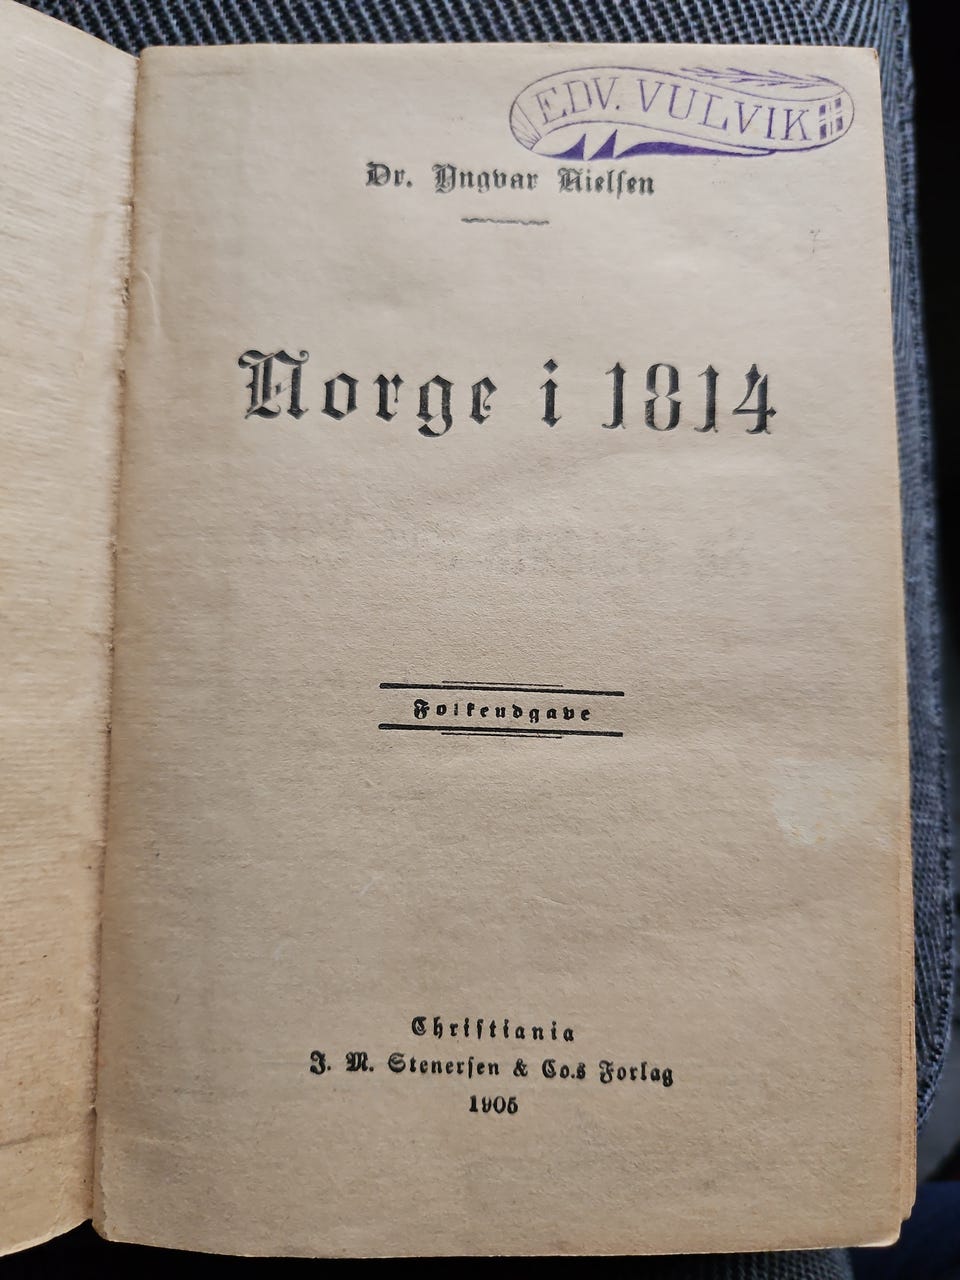 EDV. VULVIK
Dr. Yngvar Nielsen
Norge i 1814
Folkeudgave
Christiania
J. M. Stenersen & Co.s Forlag
1905